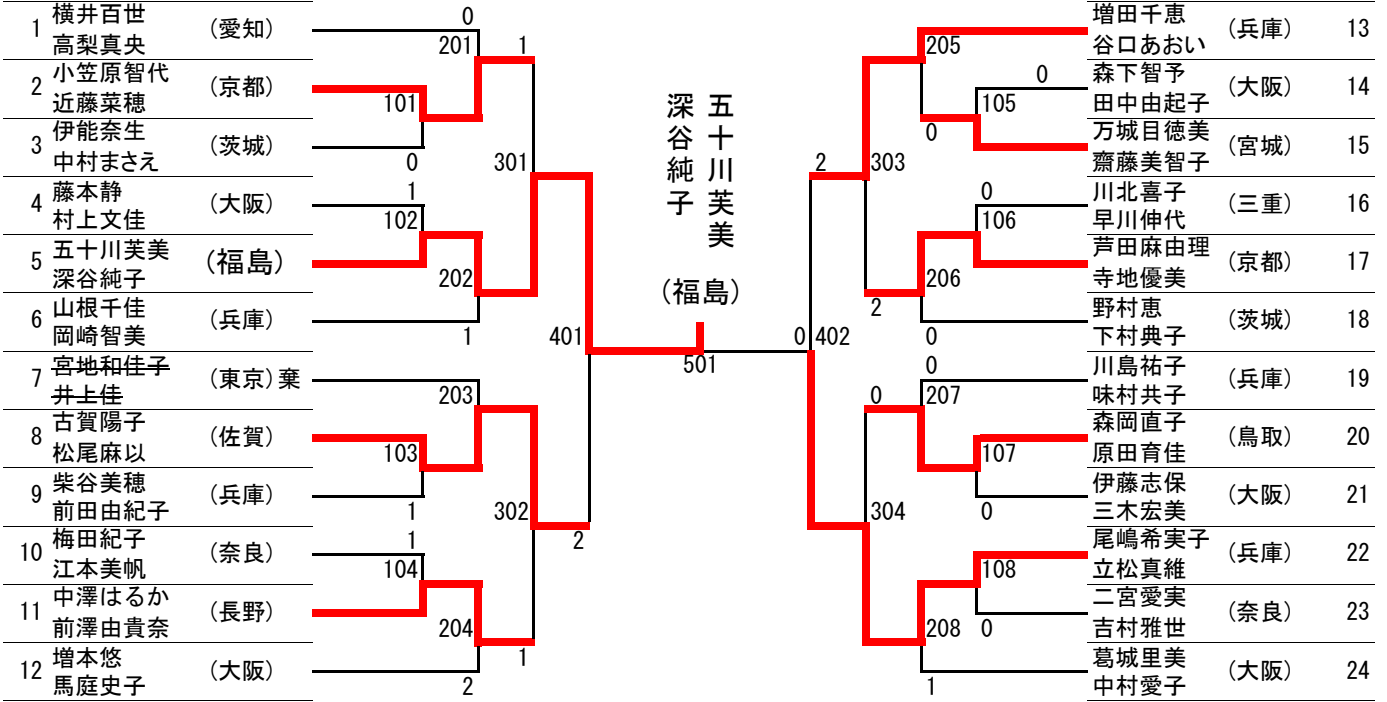 1 横井百世 (愛知) 0
高梨真央
201 1
2 小笠原智代 (京都)
近藤菜穂 101
3 伊能奈生 (茨城)
中村まさえ 0
301
4 藤本静 (大阪) 1
村上文佳 102
5 五十川芙美 (福島)
深谷純子 202
6 山根千佳 (兵庫)
岡崎智美 1
401
7 宮地和佳子 (東京)棄
井上佳 203
8 古賀陽子 (佐賀)
松尾麻以 103
9 柴谷美穂 (兵庫)
前田由紀子 1
302 2
10 梅田紀子 (奈良) 1
江本美帆 104
11 中澤はるか (長野)
前澤由貴奈 204 1
12 増本悠 (大阪)
馬庭史子 2
五十川芙美
深谷純子
(福島)
501
増田千恵 (兵庫) 13
谷口あおい
205
0
森下智予 (大阪) 14
田中由起子
105
0
万城目徳美 (宮城) 15
齋藤美智子
2 303
0
川北喜子 (三重) 16
早川伸代
106
芦田麻由理 (京都) 17
寺地優美
206
2
野村恵 (茨城) 18
下村典子
0
0 402
0
川島祐子 (兵庫) 19
味村共子
0 207
森岡直子 (鳥取) 20
原田育佳
107
伊藤志保 (大阪) 21
三木宏美
0
304
尾嶋希実子 (兵庫) 22
立松真維
108
二宮愛実 (奈良) 23
吉村雅世
208 0
葛城里美 (大阪) 24
中村愛子
1